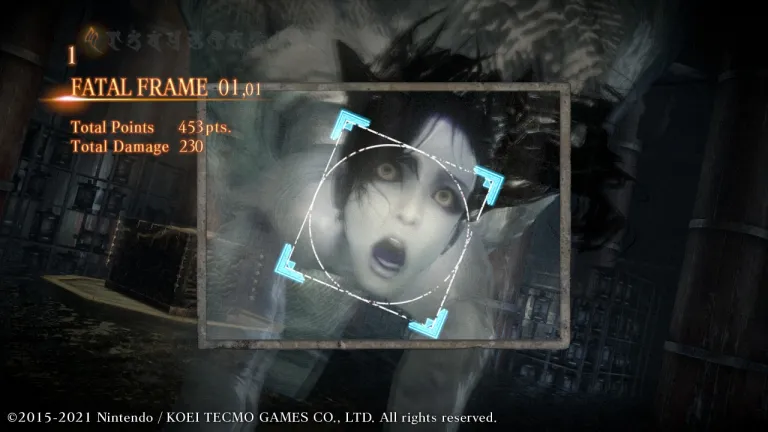 1
FATAL FRAME 01,01
Total Points 453pts.
Total Damage 230
©2015-2021 Nintendo / KOEI TECMO GAMES CO., LTD. All rights reserved.